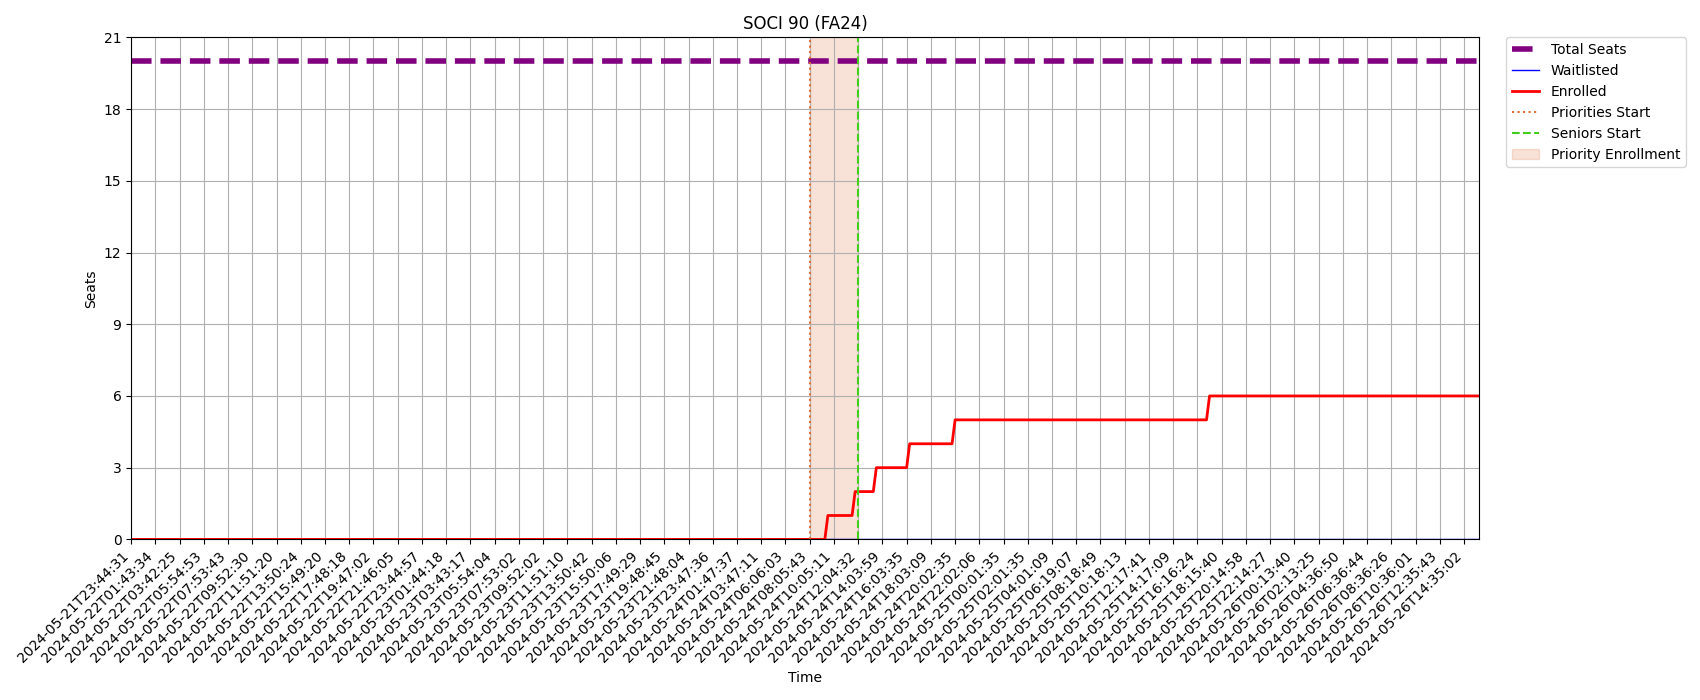 SOCI 90 (FA24)
21
18
15
12
9
6
3
0
Seats
Total Seats
Waitlisted
Enrolled
Priorities Start
Seniors Start
Priority Enrollment
2024-05-21T23:44:31
2024-05-22T01:43:34
2024-05-22T03:42:25
2024-05-22T05:54:53
2024-05-22T07:53:43
2024-05-22T09:52:30
2024-05-22T11:51:20
2024-05-22T13:50:24
2024-05-22T15:49:20
2024-05-22T17:48:18
2024-05-22T19:47:02
2024-05-22T21:46:05
2024-05-22T23:44:57
2024-05-23T01:44:18
2024-05-23T03:43:17
2024-05-23T05:54:04
2024-05-23T07:53:02
2024-05-23T09:52:02
2024-05-23T11:51:10
2024-05-23T13:50:42
2024-05-23T15:50:06
2024-05-23T17:49:29
2024-05-23T19:48:45
2024-05-23T21:48:04
2024-05-23T23:47:36
2024-05-24T01:47:37
2024-05-24T03:47:11
2024-05-24T06:06:03
2024-05-24T08:05:43
2024-05-24T10:05:11
2024-05-24T12:04:32
2024-05-24T14:03:59
2024-05-24T16:03:35
2024-05-24T18:03:09
2024-05-24T20:02:35
2024-05-24T22:02:06
2024-05-25T00:01:35
2024-05-25T02:01:35
2024-05-25T04:01:09
2024-05-25T06:19:07
2024-05-25T08:18:49
2024-05-25T10:18:13
2024-05-25T12:17:41
2024-05-25T14:17:09
2024-05-25T16:16:24
2024-05-25T18:15:40
2024-05-25T20:14:58
2024-05-25T22:14:27
2024-05-26T00:13:40
2024-05-26T02:13:25
2024-05-26T04:36:50
2024-05-26T06:36:44
2024-05-26T08:36:26
2024-05-26T10:36:01
2024-05-26T12:35:43
2024-05-26T14:35:02
Time